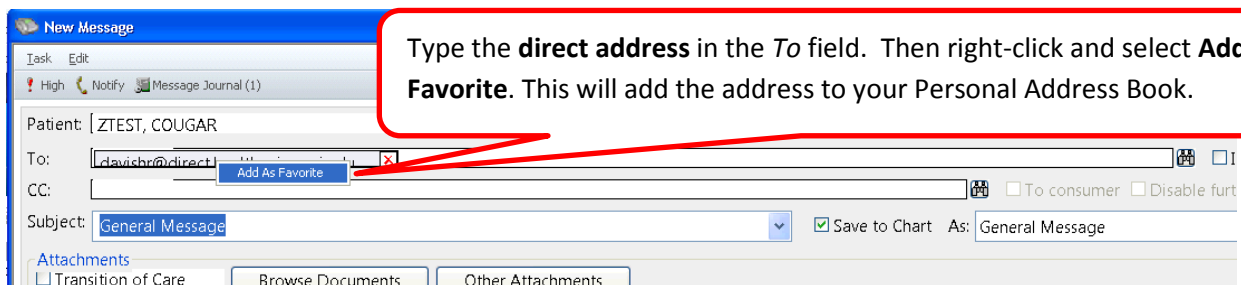 New Message
Type the direct address in the To field. Then right-click and select Add
Favorite. This will add the address to your Personal Address Book.
Task Edit
High Notify Message Journal (1)
Patient: ZTEST, COUGAR
To:
Add As Favorite
CC: To consumer Disable furt
Subject: General Message Save to Chart As: General Message
Attachments
Transition of Care Browse Documents Other Attachments